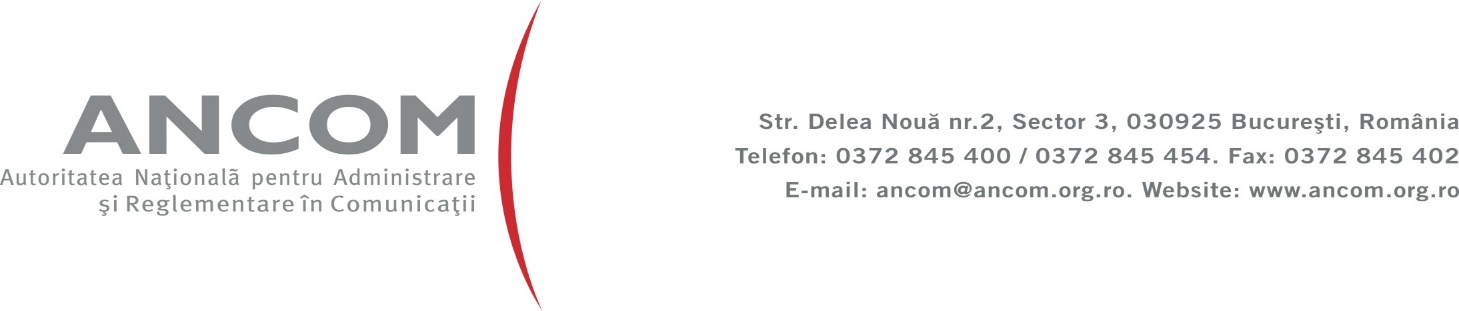 ANCOM
Autoritatea Naţională pentru Administrare
şi Reglementare în Comunicaţii
Str. Delea Nouă nr.2, Sector 3, 030925 Bucureşti, România
Telefon: 0372 845 400 / 0372 845 454. Fax: 0372 845 402
E-mail: ancom@ancom.org.ro. Website: www.ancom.org.ro